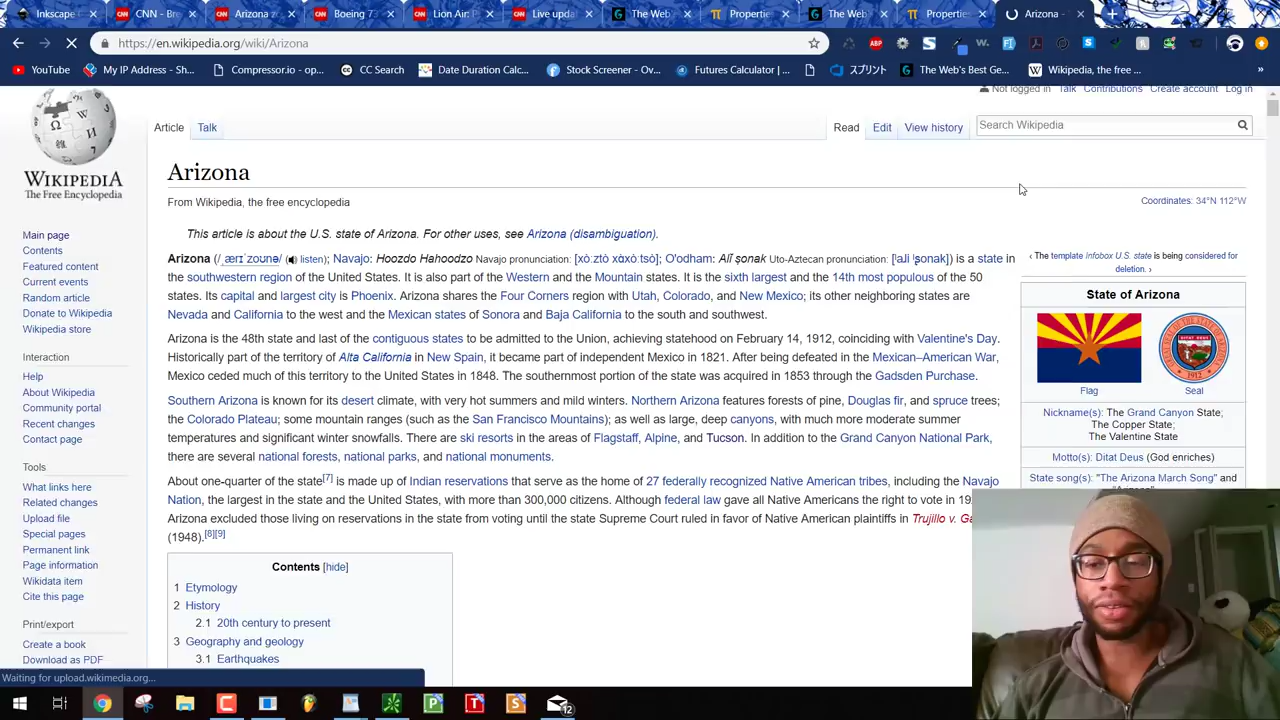 Inkscape
CNN - Bre
Arizona zo
Boeing 73
Lion Air: P
Live upda
The Web'
Propertie
The Web'
Properties
Arizona -
https://en.wikipedia.org/wiki/Arizona
YouTube
My IP Address - Sh...
Compressor.io - op...
CC Search
Date Duration Calc...
Stock Screener - Ov...
Futures Calculator | ...
スプリント
The Web's Best Ge...
Wikipedia, the free ...
Not logged in Talk Contributions Create account Log in
Article Talk
Read Edit View history
Search Wikipedia
WIKIPEDIA
The Free Encyclopedia
Main page
Contents
Featured content
Current events
Random article
Donate to Wikipedia
Wikipedia store
Interaction
Help
About Wikipedia
Community portal
Recent changes
Contact page
Tools
What links here
Related changes
Upload file
Special pages
Permanent link
Page information
Wikidata item
Cite this page
Print/export
Create a book
Download as PDF
Arizona
From Wikipedia, the free encyclopedia
Coordinates: 34°N 112°W
This article is about the U.S. state of Arizona. For other uses, see Arizona (disambiguation).
Arizona (/ˌærɪˈzoʊnə/ (listen); Navajo: Hoozdo Hahoodzo Navajo pronunciation: [xòːztò xɑ̀xòːtsò]; O'odham: Alĭ ṣonak Uto-Aztecan pronunciation: [ˡaɺi ˡʂonak]) is a state in
the southwestern region of the United States. It is also part of the Western and the Mountain states. It is the sixth largest and the 14th most populous of the 50
states. Its capital and largest city is Phoenix. Arizona shares the Four Corners region with Utah, Colorado, and New Mexico; its other neighboring states are
Nevada and California to the west and the Mexican states of Sonora and Baja California to the south and southwest.
Arizona is the 48th state and last of the contiguous states to be admitted to the Union, achieving statehood on February 14, 1912, coinciding with Valentine's Day.
Historically part of the territory of Alta California in New Spain, it became part of independent Mexico in 1821. After being defeated in the Mexican–American War,
Mexico ceded much of this territory to the United States in 1848. The southernmost portion of the state was acquired in 1853 through the Gadsden Purchase.
Southern Arizona is known for its desert climate, with very hot summers and mild winters. Northern Arizona features forests of pine, Douglas fir, and spruce trees;
the Colorado Plateau; some mountain ranges (such as the San Francisco Mountains); as well as large, deep canyons, with much more moderate summer
temperatures and significant winter snowfalls. There are ski resorts in the areas of Flagstaff, Alpine, and Tucson. In addition to the Grand Canyon National Park,
there are several national forests, national parks, and national monuments.
About one-quarter of the state[7] is made up of Indian reservations that serve as the home of 27 federally recognized Native American tribes, including the Navajo
Nation, the largest in the state and the United States, with more than 300,000 citizens. Although federal law gave all Native Americans the right to vote in 19
Arizona excluded those living on reservations in the state from voting until the state Supreme Court ruled in favor of Native American plaintiffs in Trujillo v. Ga
(1948).[8][9]
Contents [hide]
1 Etymology
2 History
2.1 20th century to present
3 Geography and geology
3.1 Earthquakes
‹ The template Infobox U.S. state is being considered for
deletion. ›
State of Arizona
Flag Seal
Nickname(s): The Grand Canyon State;
The Copper State;
The Valentine State
Motto(s): Ditat Deus (God enriches)
State song(s): "The Arizona March Song" and
Waiting for upload.wikimedia.org...
12